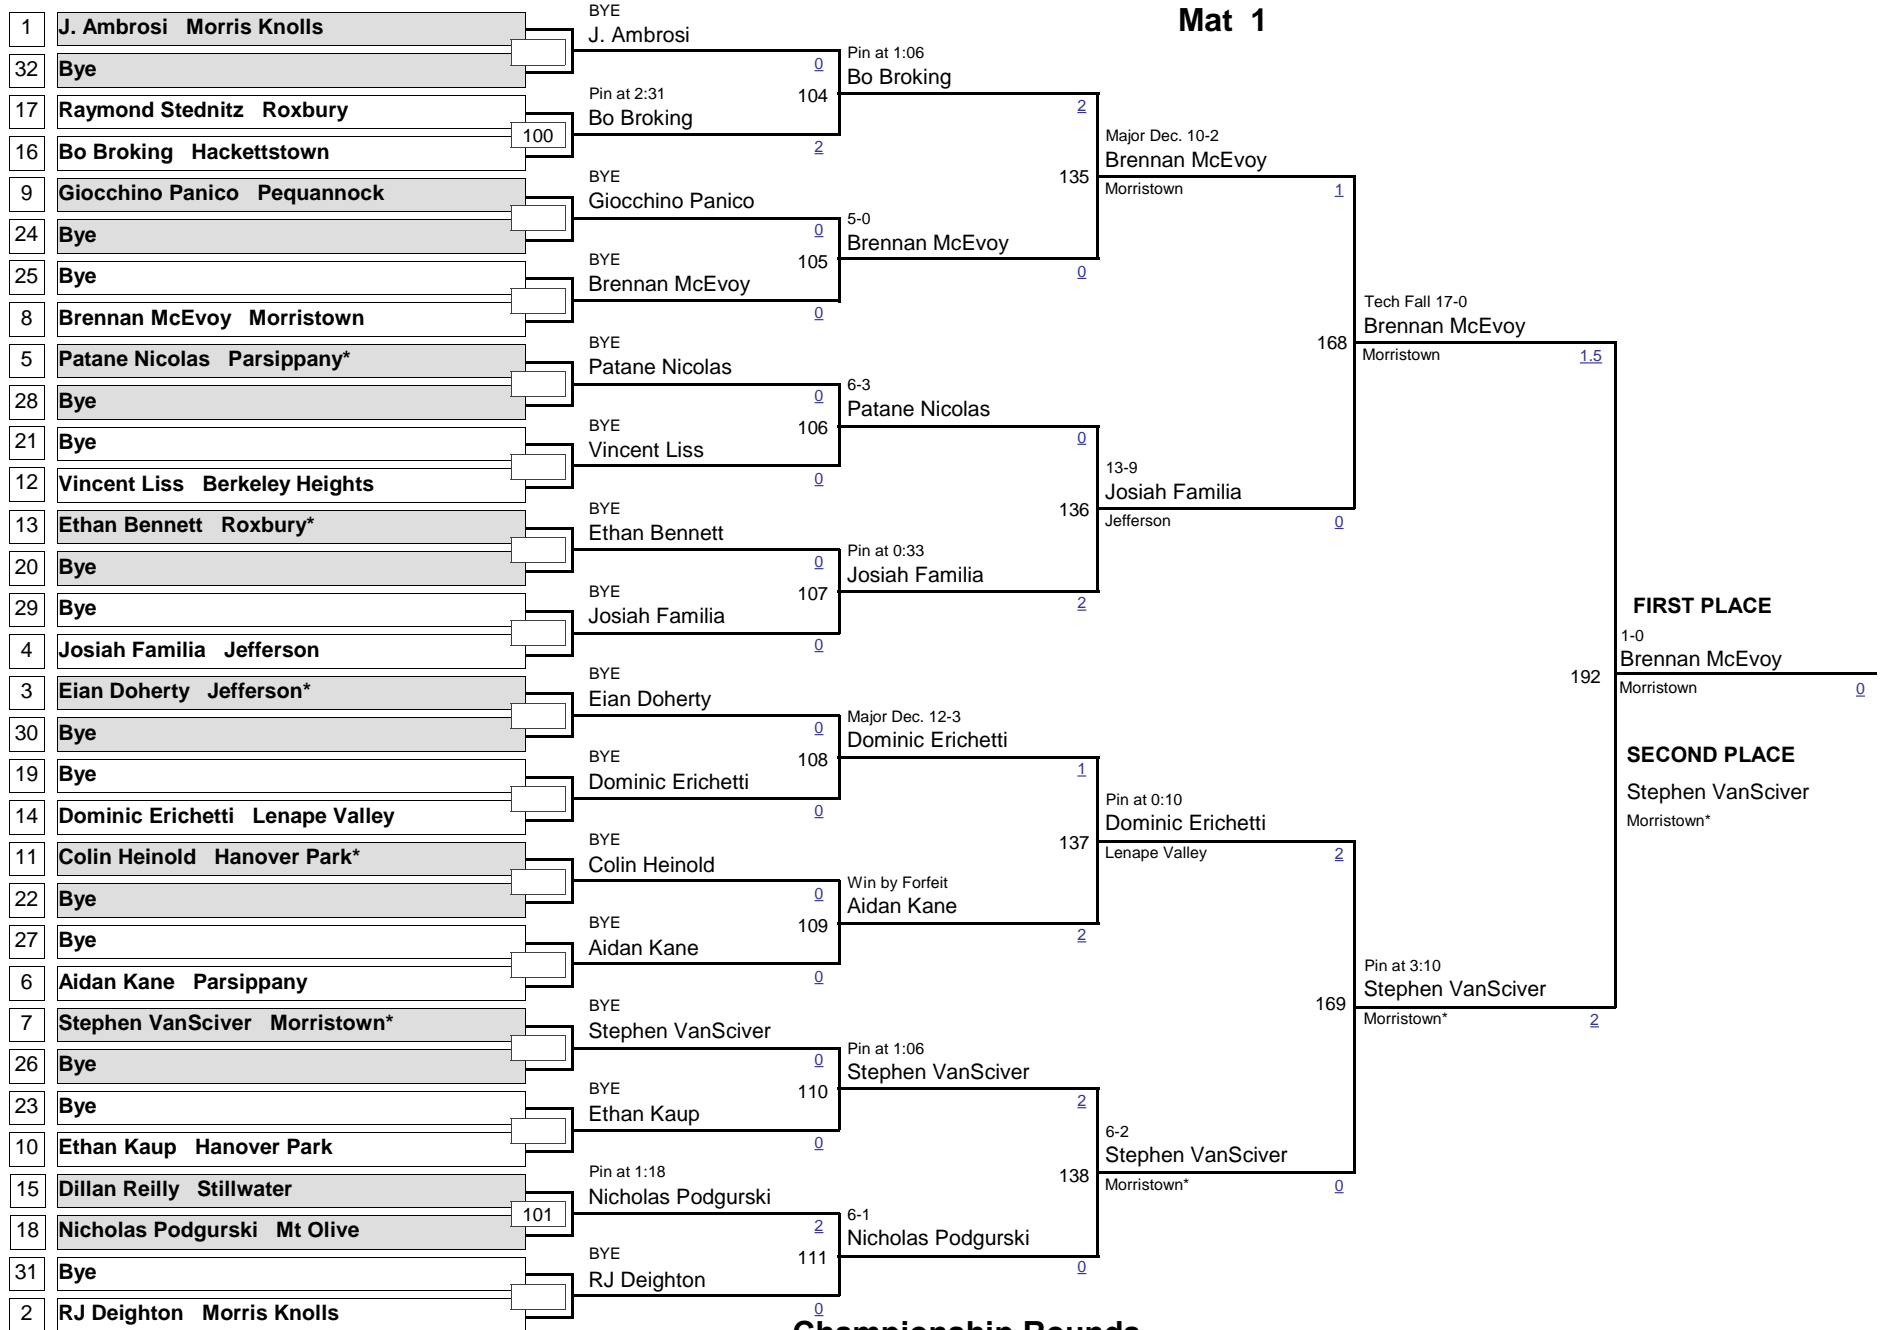 Mat 1
1 J. Ambrosi Morris Knolls
32 Bye
17 Raymond Stednitz Roxbury
100
16 Bo Broking Hackettstown
9 Giocchino Panico Pequannock
24 Bye
25 Bye
8 Brennan McEvoy Morristown
5 Patane Nicolas Parsippany*
28 Bye
21 Bye
12 Vincent Liss Berkeley Heights
13 Ethan Bennett Roxbury*
20 Bye
29 Bye
4 Josiah Familia Jefferson
3 Eian Doherty Jefferson*
30 Bye
19 Bye
14 Dominic Erichetti Lenape Valley
11 Colin Heinold Hanover Park*
22 Bye
27 Bye
6 Aidan Kane Parsippany
7 Stephen VanSciver Morristown*
26 Bye
23 Bye
10 Ethan Kaup Hanover Park
15 Dillan Reilly Stillwater
101
18 Nicholas Podgurski Mt Olive
31 Bye
2 RJ Deighton Morris Knolls
BYE
J. Ambrosi
0
104
Pin at 2:31
Bo Broking
2
BYE
Giocchino Panico
0
105
BYE
Brennan McEvoy
0
BYE
Patane Nicolas
0
106
BYE
Vincent Liss
0
BYE
Ethan Bennett
0
107
BYE
Josiah Familia
0
BYE
Eian Doherty
0
108
BYE
Dominic Erichetti
0
BYE
Colin Heinold
0
109
BYE
Aidan Kane
0
BYE
Stephen VanSciver
0
110
BYE
Ethan Kaup
0
Pin at 1:18
Nicholas Podgurski
2
111
BYE
RJ Deighton
0
Pin at 1:06
Bo Broking
2
135
5-0
Brennan McEvoy
0
6-3
Patane Nicolas
0
136
Pin at 0:33
Josiah Familia
2
Major Dec. 12-3
Dominic Erichetti
1
137
Win by Forfeit
Aidan Kane
2
Pin at 1:06
Stephen VanSciver
2
138
6-1
Nicholas Podgurski
0
Major Dec. 10-2
Brennan McEvoy
Morristown 1
168
13-9
Josiah Familia
Jefferson 0
Pin at 0:10
Dominic Erichetti
Lenape Valley 2
169
6-2
Stephen VanSciver
Morristown* 0
Tech Fall 17-0
Brennan McEvoy
Morristown 1.5
192
Pin at 3:10
Stephen VanSciver
Morristown* 2
FIRST PLACE
1-0
Brennan McEvoy
Morristown 0
SECOND PLACE
Stephen VanSciver
Morristown*
Championship Rounds